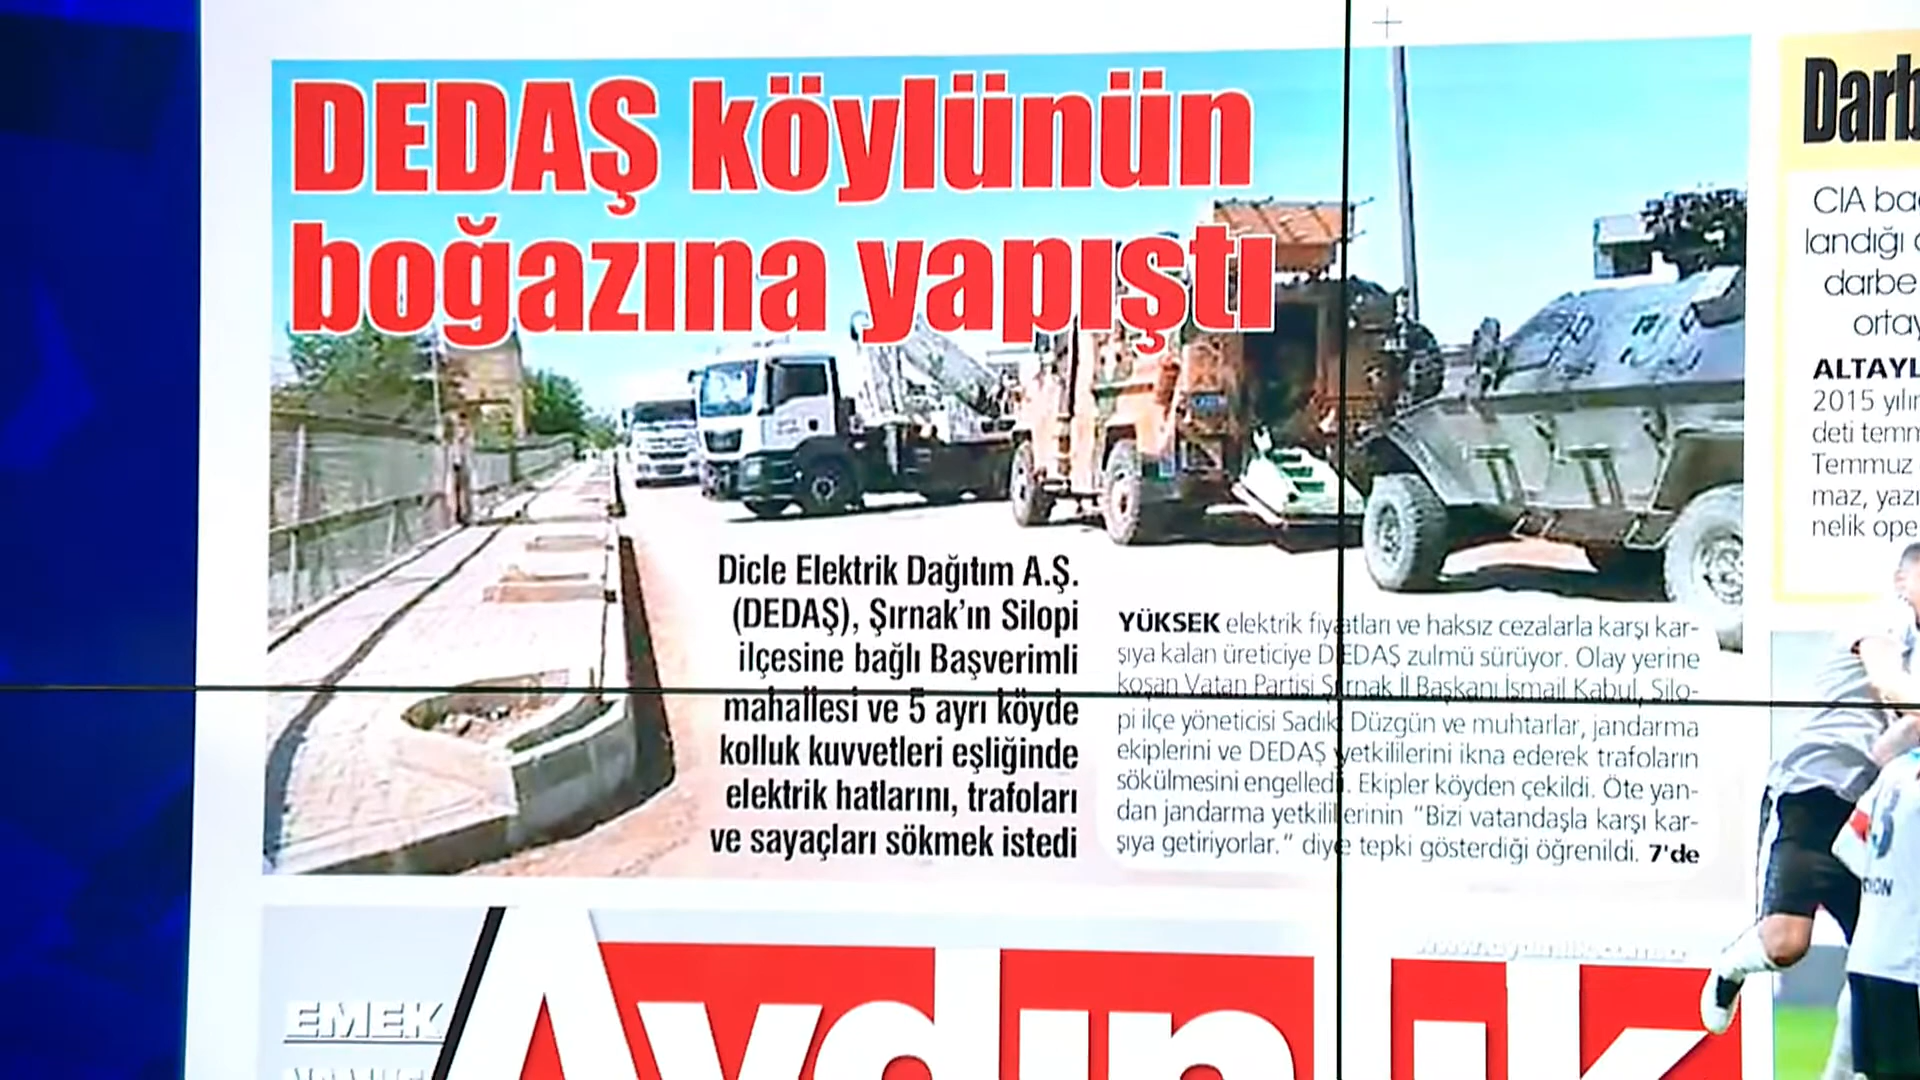 DEDAŞ köylünün
boğazına yapıştı
Dicle Elektrik Dağıtım A.Ş.
(DEDAŞ), Şırnak'ın Silopi
ilçesine bağlı Başverimli
mahallesi ve 5 ayrı köyde
kolluk kuvvetleri eşliğinde
elektrik hatlarını, trafoları
ve sayaçları sökmek istedi
YÜKSEK elektrik fiyatları ve haksız cezalarla karşı kar-
şıya kalan üreticiye DEDAŞ zulmü sürüyor. Olay yerine
koşan Vatan Partisi Şırnak İl Başkanı İsmail Kabul, Silo-
pi ilçe yöneticisi Sadık Düzgün ve muhtarlar, jandarma
ekiplerini ve DEDAŞ yetkililerini ikna ederek trafoların
sökülmesini engelledi. Ekipler köyden çekildi. Öte yan-
dan jandarma yetkililerinin "Bizi vatandaşla karşı kar-
şıya getiriyorlar." diye tepki gösterdiği öğrenildi. 7'de
Darb
CIA ba
landığı
darbe
ortay
ALTAYL
2015 yılın
deti temm
Temmuz
maz, yazı
nelik ope
EMEK
Aydınlık